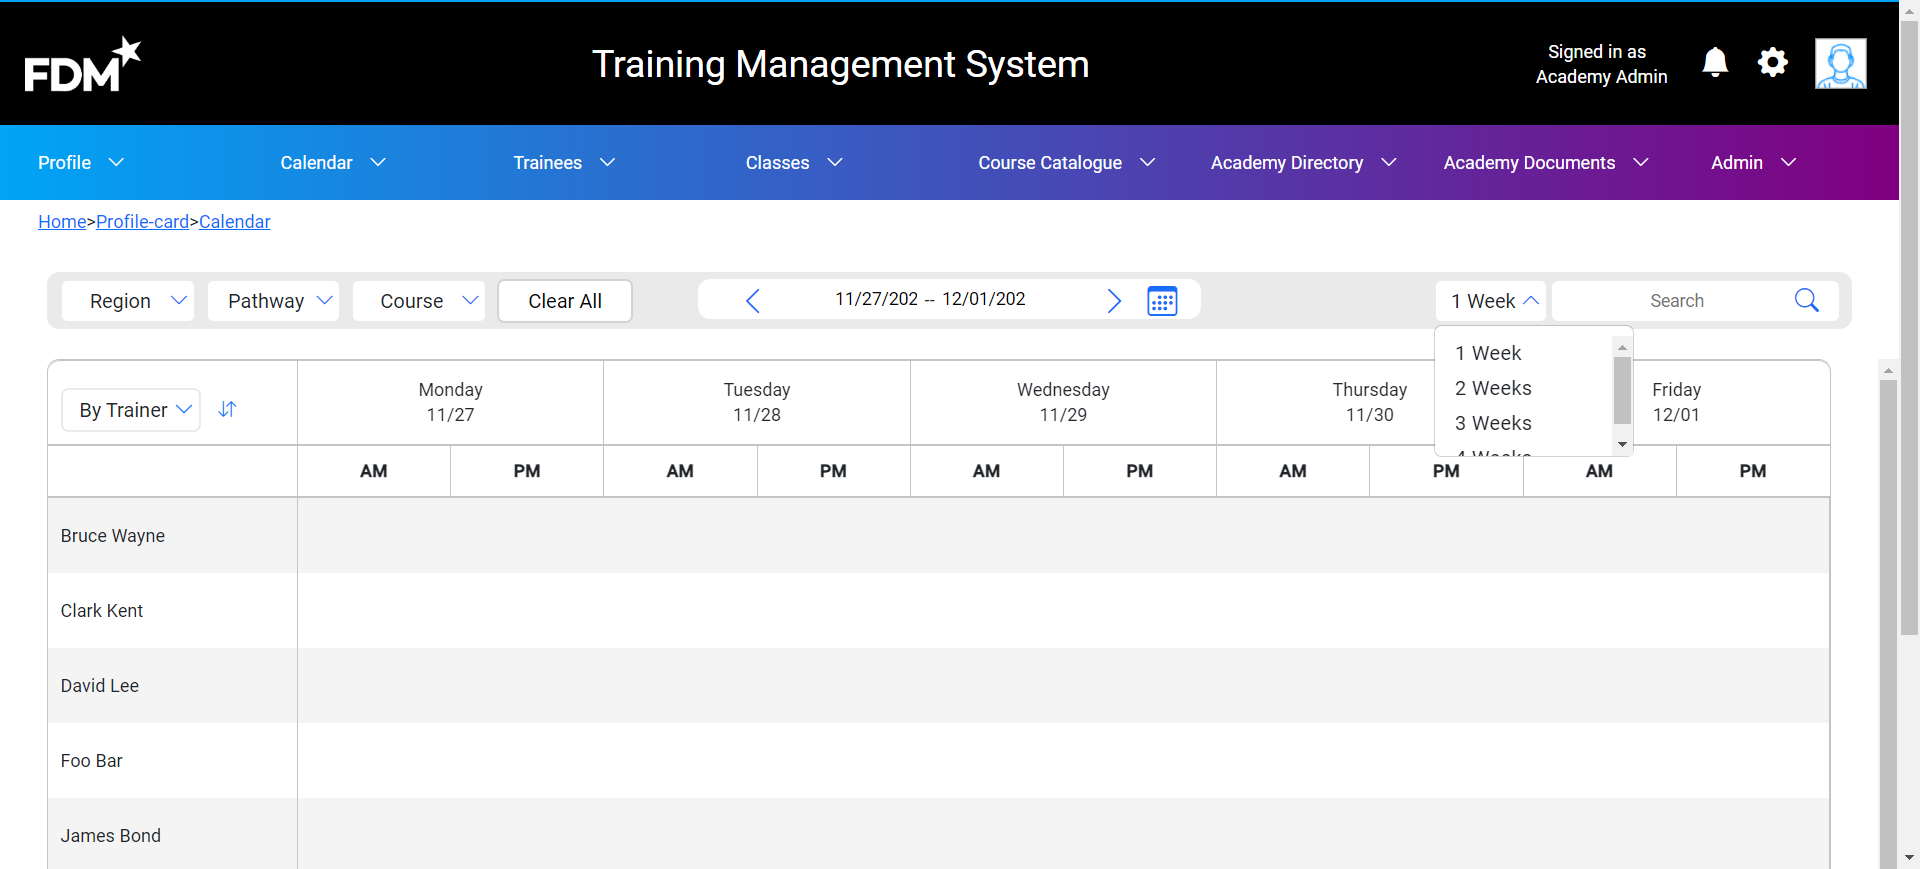 FDM
Training Management System
Signed in as
Academy Admin
Profile
Calendar
Trainees
Classes
Course Catalogue
Academy Directory
Academy Documents
Admin
Home>Profile-card>Calendar
Region
Pathway
Course
Clear All
11/27/202 -- 12/01/202
1 Week
Search
1 Week
2 Weeks
3 Weeks
4 Weeks
By Trainer
Monday
11/27
Tuesday
11/28
Wednesday
11/29
Thursday
11/30
Friday
12/01
AM PM AM PM AM PM AM PM AM PM
Bruce Wayne
Clark Kent
David Lee
Foo Bar
James Bond